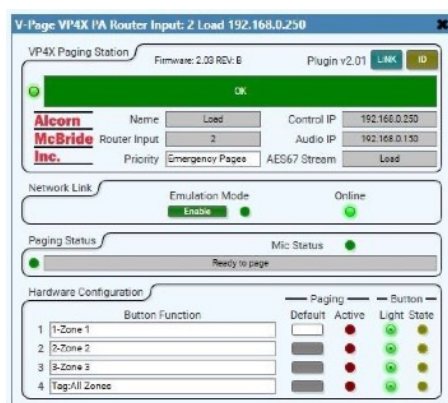 V-Page VP4X PA Router Input: 2 Load 192.168.0.250
VP4X Paging Station
Firmware: 2.03 REV: B
Plugin v2.01 LINK ID
OK
Alcorn McBride Inc.
Name Load Control IP 192.168.0.250
Router Input 2 Audio IP 192.168.0.150
Priority Emergency Pages AES67 Stream Load
Network Link
Emulation Mode Online
Enable
Paging Status
Mic Status
Ready to page
Hardware Configuration
Paging Button
Button Function Default Active Light State
1 1-Zone 1
2 2-Zone 2
3 3-Zone 3
4 Tag:All Zones